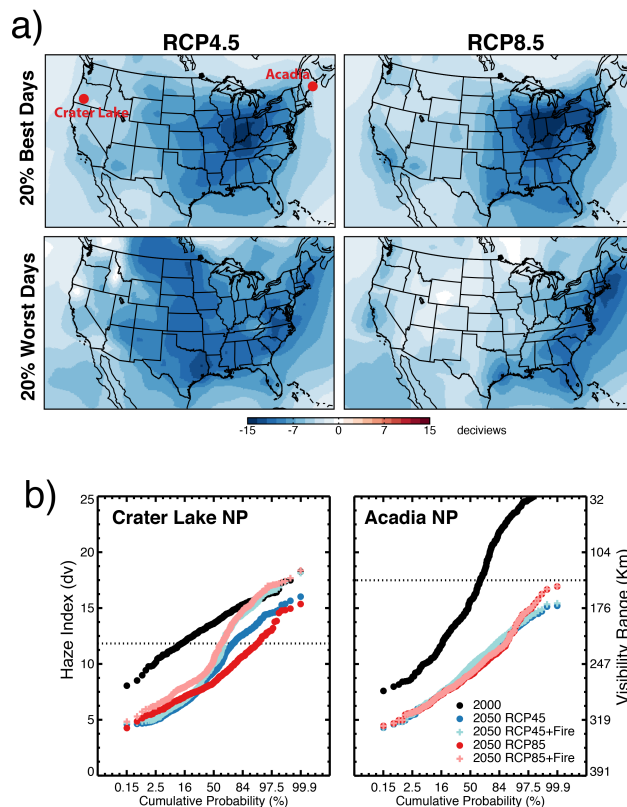 a)
RCP4.5 RCP8.5
20% Best Days
Acadia
Crater Lake
20% Worst Days
-15 -7 0 7 15 deciviews
b)
Crater Lake NP
Acadia NP
Haze Index (dv)
25
20
15
10
5
0
Visibility Range (Km)
32
104
176
247
319
391
2000
2050 RCP45
2050 RCP45+Fire
2050 RCP85
2050 RCP85+Fire
0.15 2.5 16 50 84 97.5 99.9
0.15 2.5 16 50 84 97.5 99.9
Cumulative Probability (%)
Cumulative Probability (%)